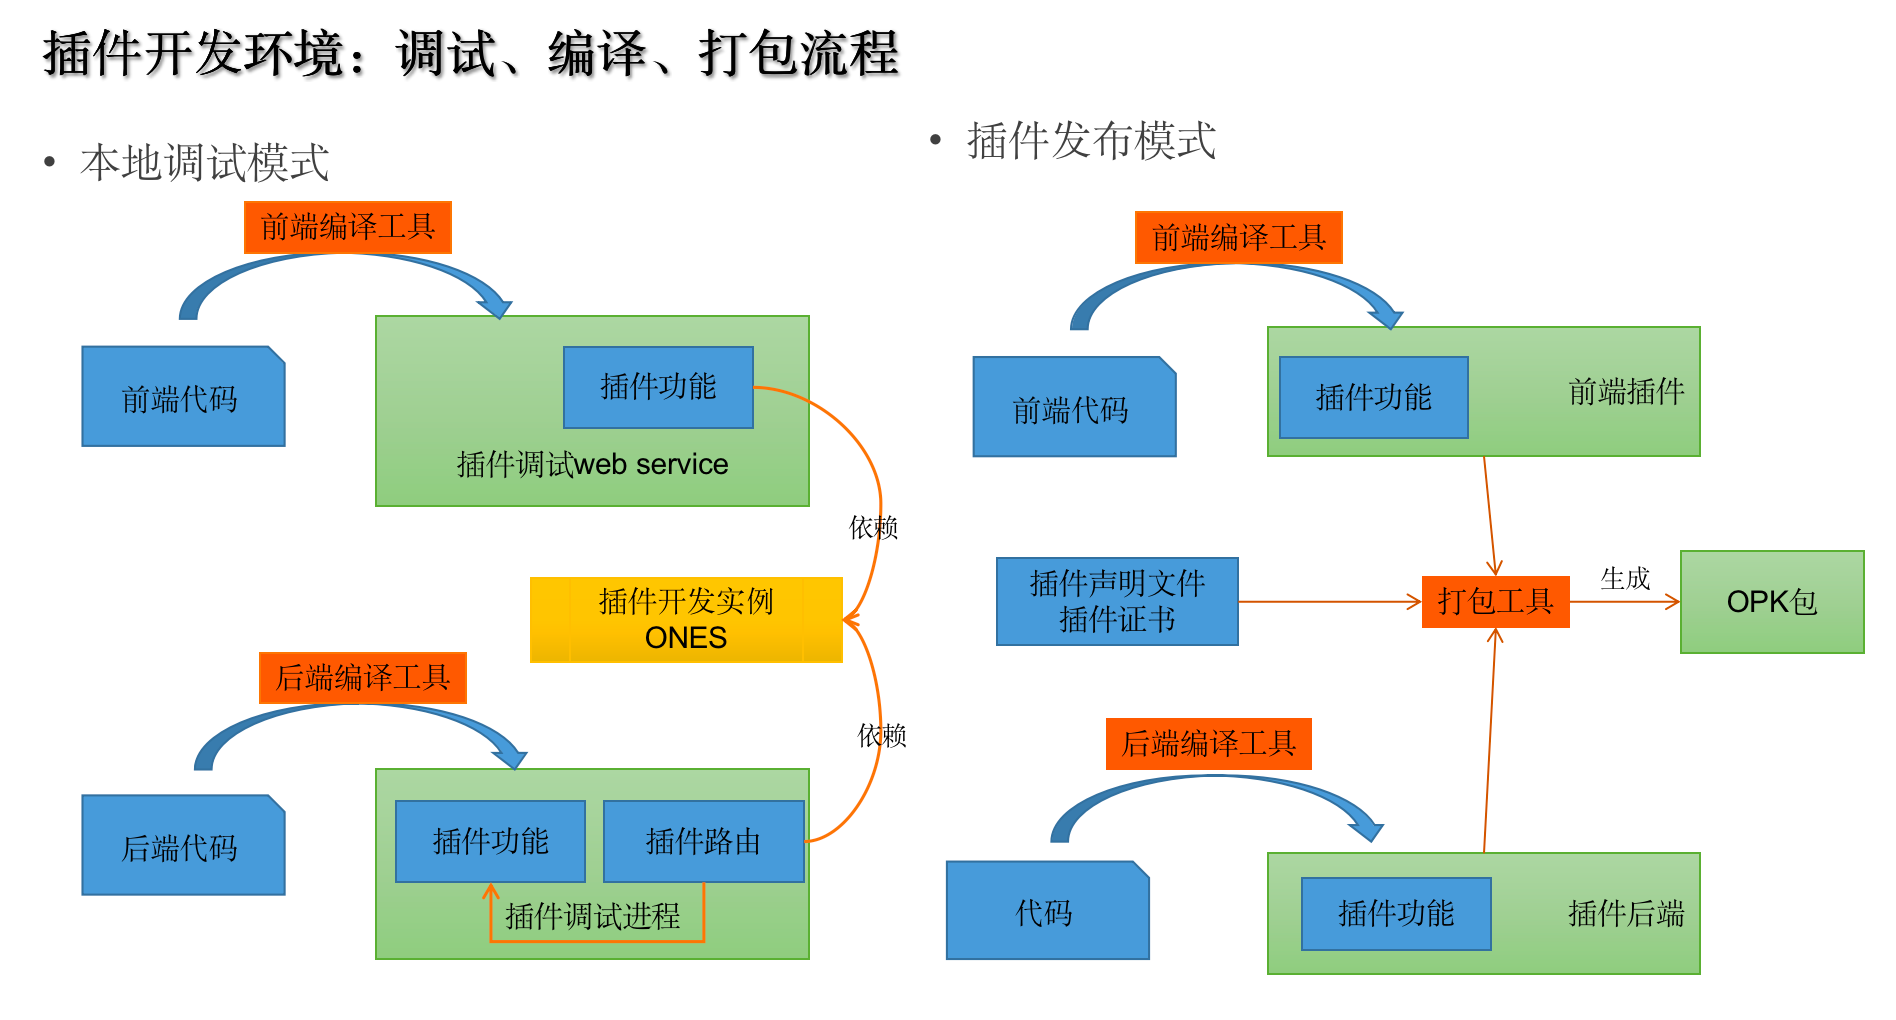 插件开发环境：调试、编译、打包流程
• 本地调试模式
前端编译工具
前端代码
插件功能
插件调试web service
依赖
插件开发实例
ONES
后端编译工具
依赖
后端代码
插件功能
插件路由
插件调试进程
• 插件发布模式
前端编译工具
前端代码
插件功能
前端插件
插件声明文件
插件证书
打包工具
生成
OPK包
后端编译工具
代码
插件功能
插件后端